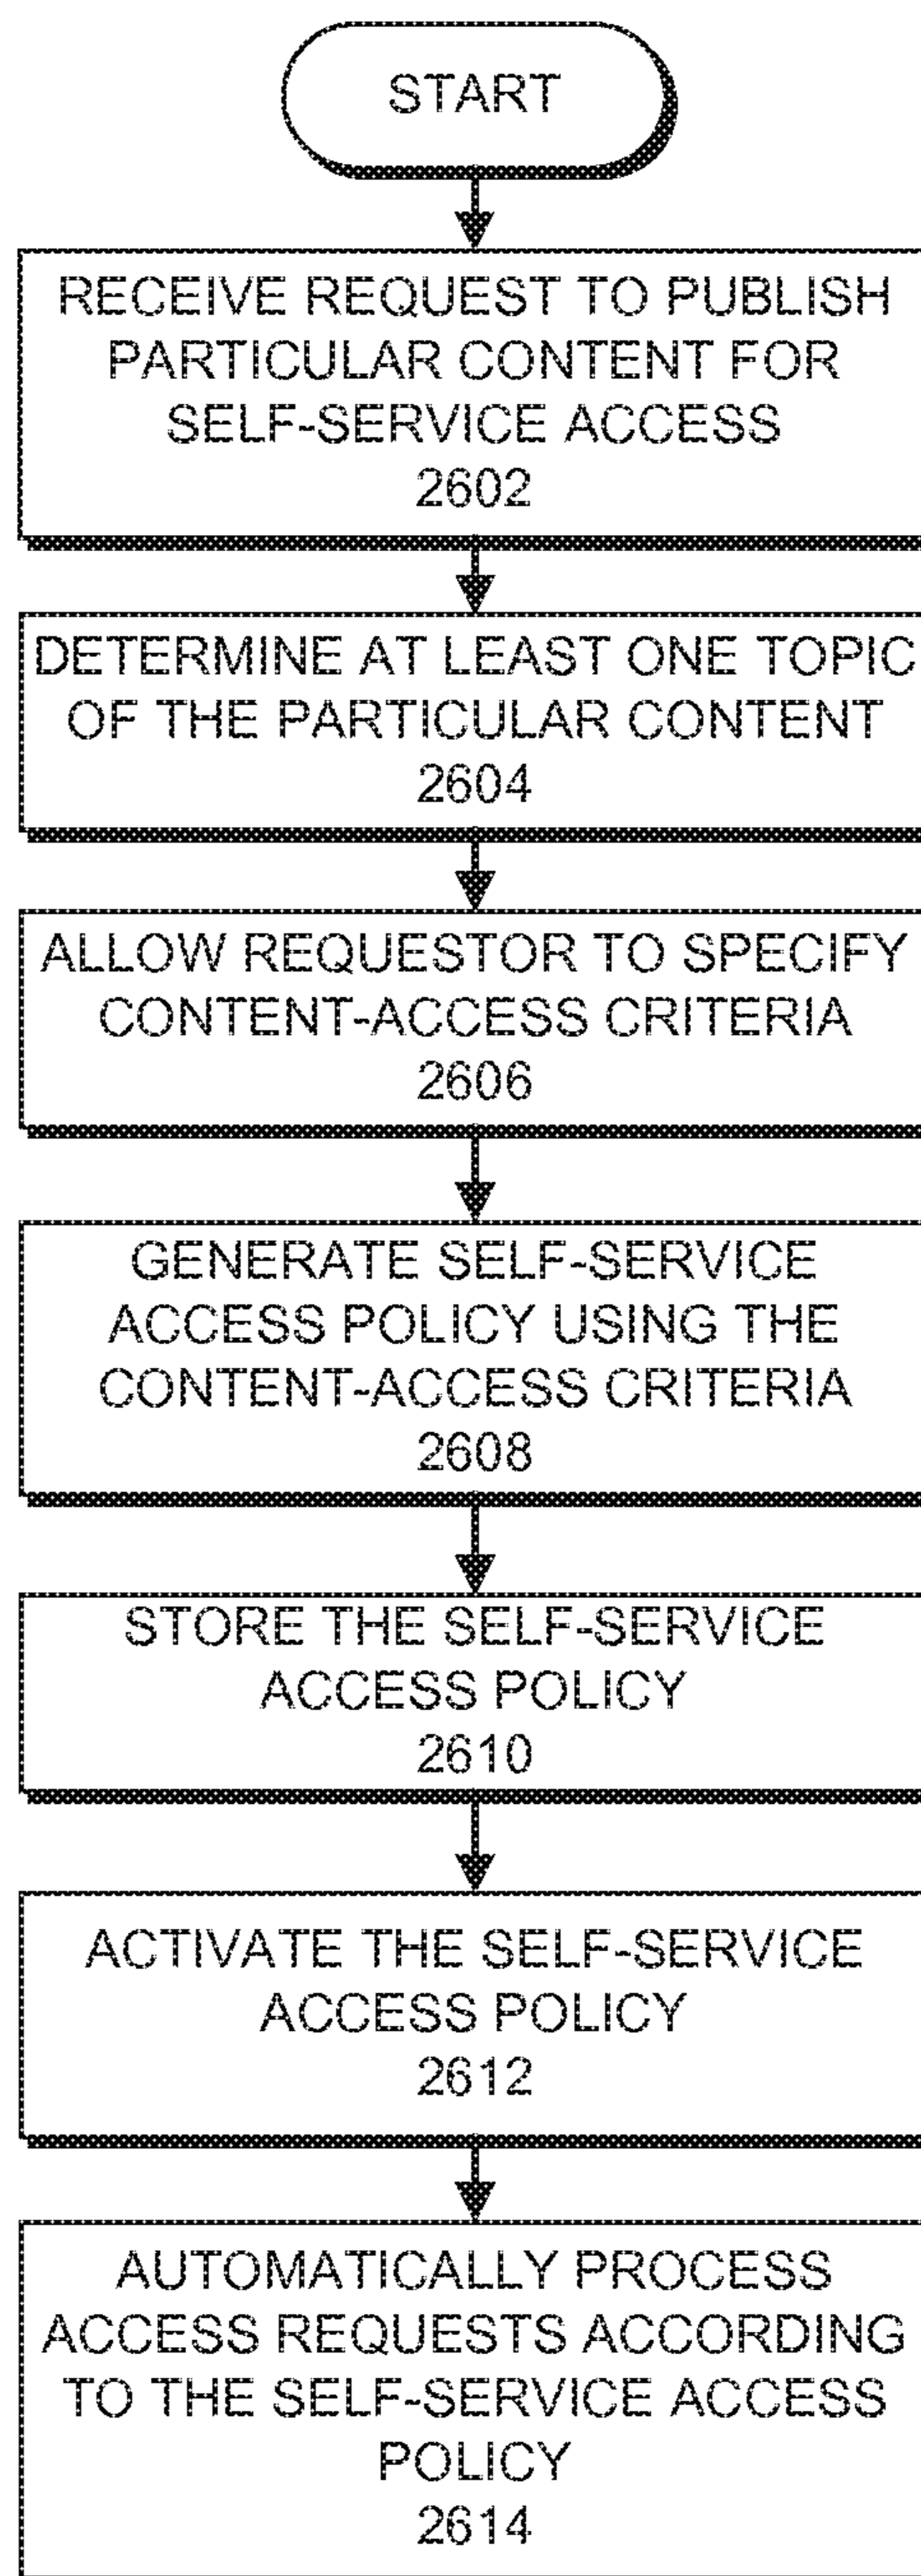 START
RECEIVE REQUEST TO PUBLISH
PARTICULAR CONTENT FOR
SELF-SERVICE ACCESS
2602
DETERMINE AT LEAST ONE TOPIC
OF THE PARTICULAR CONTENT
2604
ALLOW REQUESTOR TO SPECIFY
CONTENT-ACCESS CRITERIA
2606
GENERATE SELF-SERVICE
ACCESS POLICY USING THE
CONTENT-ACCESS CRITERIA
2608
STORE THE SELF-SERVICE
ACCESS POLICY
2610
ACTIVATE THE SELF-SERVICE
ACCESS POLICY
2612
AUTOMATICALLY PROCESS
ACCESS REQUESTS ACCORDING
TO THE SELF-SERVICE ACCESS
POLICY
2614